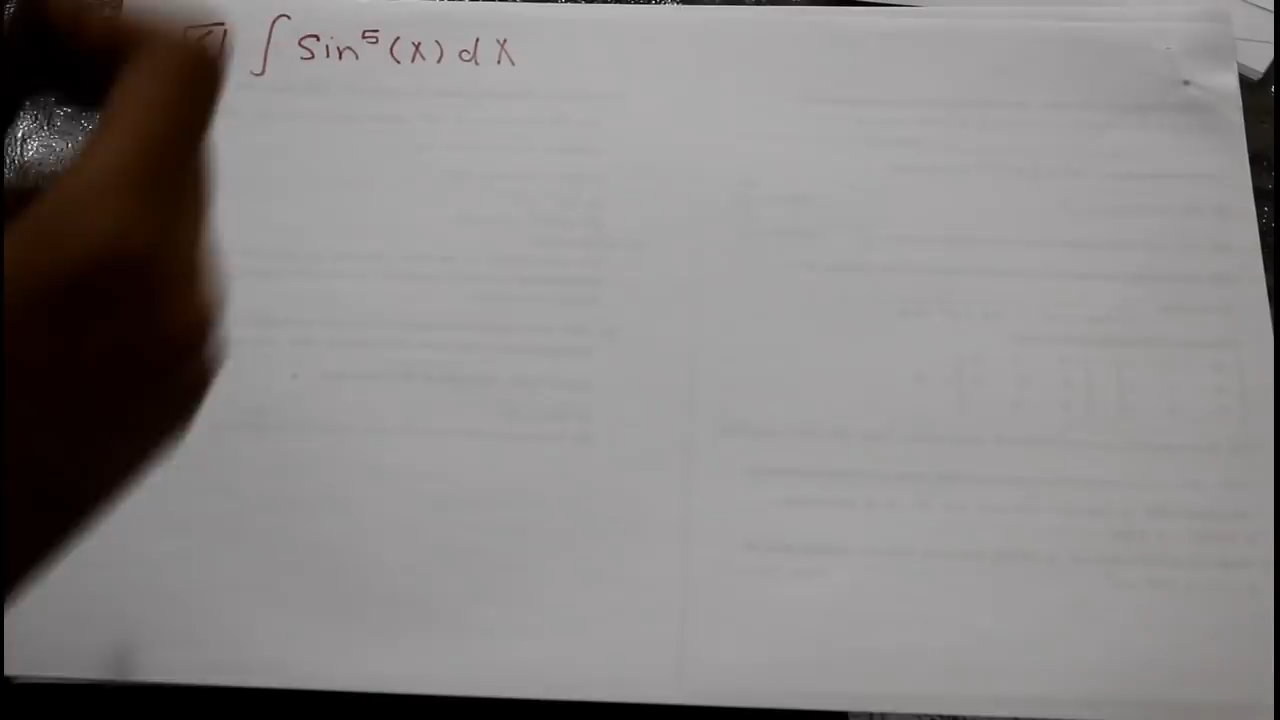 ∫ Sin⁵(x) dx